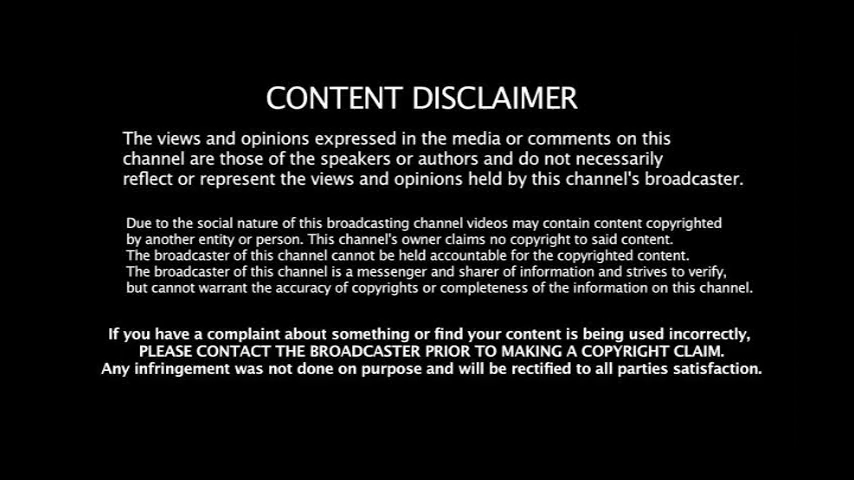 CONTENT DISCLAIMER
The views and opinions expressed in the media or comments on this
channel are those of the speakers or authors and do not necessarily
reflect or represent the views and opinions held by this channel's broadcaster.
Due to the social nature of this broadcasting channel videos may contain content copyrighted
by another entity or person. This channel's owner claims no copyright to said content.
The broadcaster of this channel cannot be held accountable for the copyrighted content.
The broadcaster of this channel is a messenger and sharer of information and strives to verify,
but cannot warrant the accuracy of copyrights or completeness of the information on this channel.
If you have a complaint about something or find your content is being used incorrectly,
PLEASE CONTACT THE BROADCASTER PRIOR TO MAKING A COPYRIGHT CLAIM.
Any infringement was not done on purpose and will be rectified to all parties satisfaction.